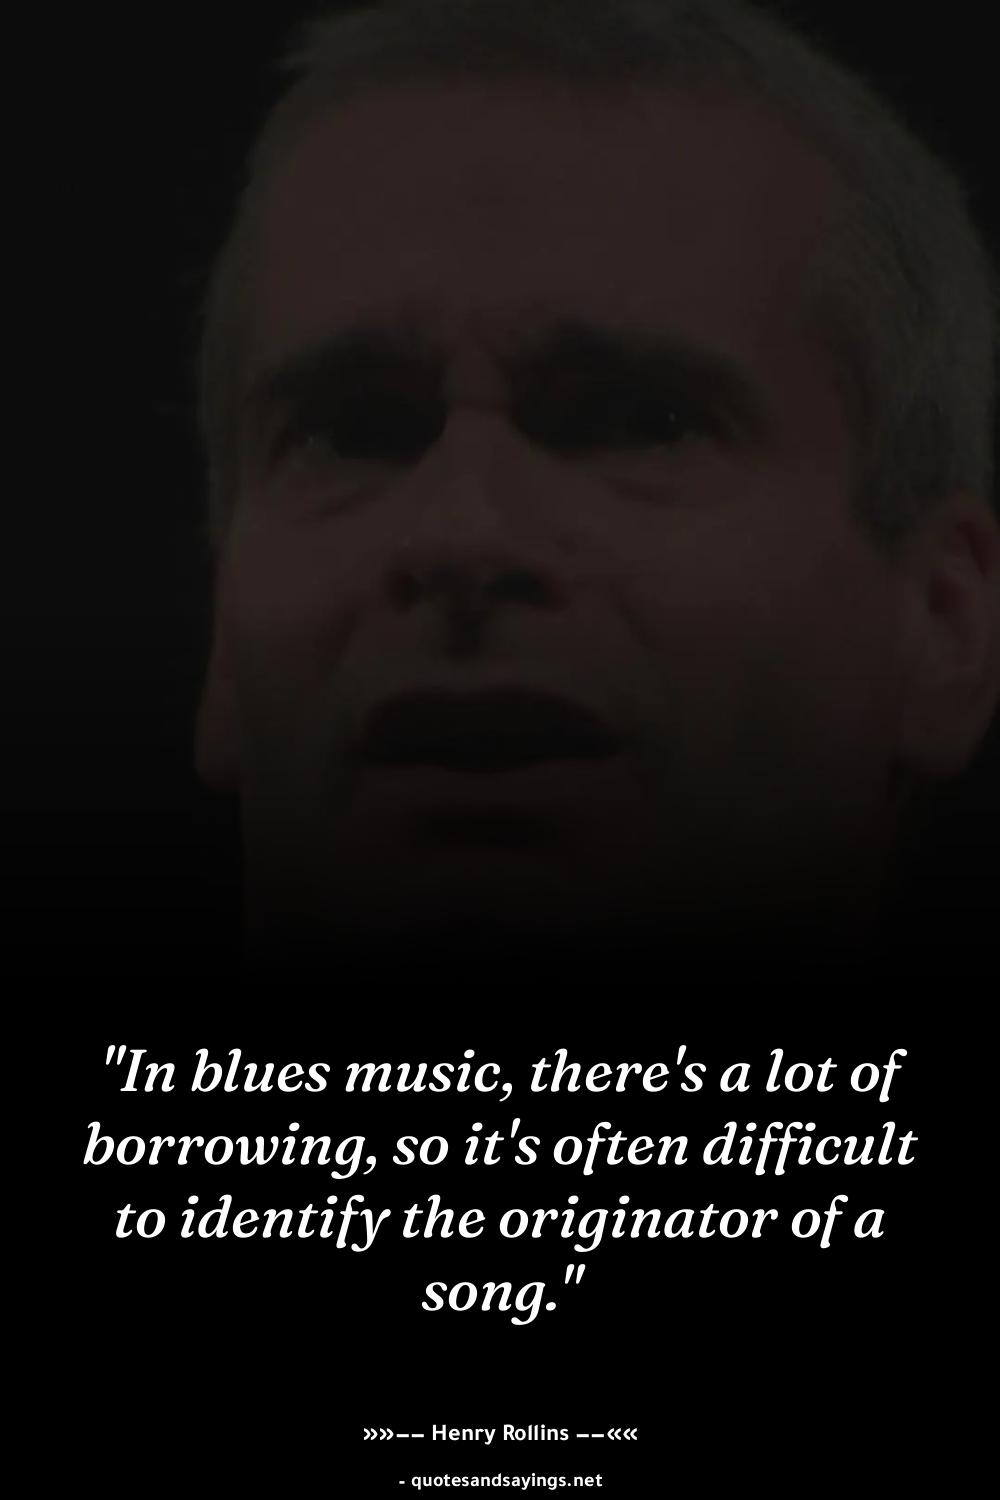 "In blues music, there's a lot of
borrowing, so it's often difficult
to identify the originator of a
song."
»»–– Henry Rollins ––««
- quotesandsayings.net